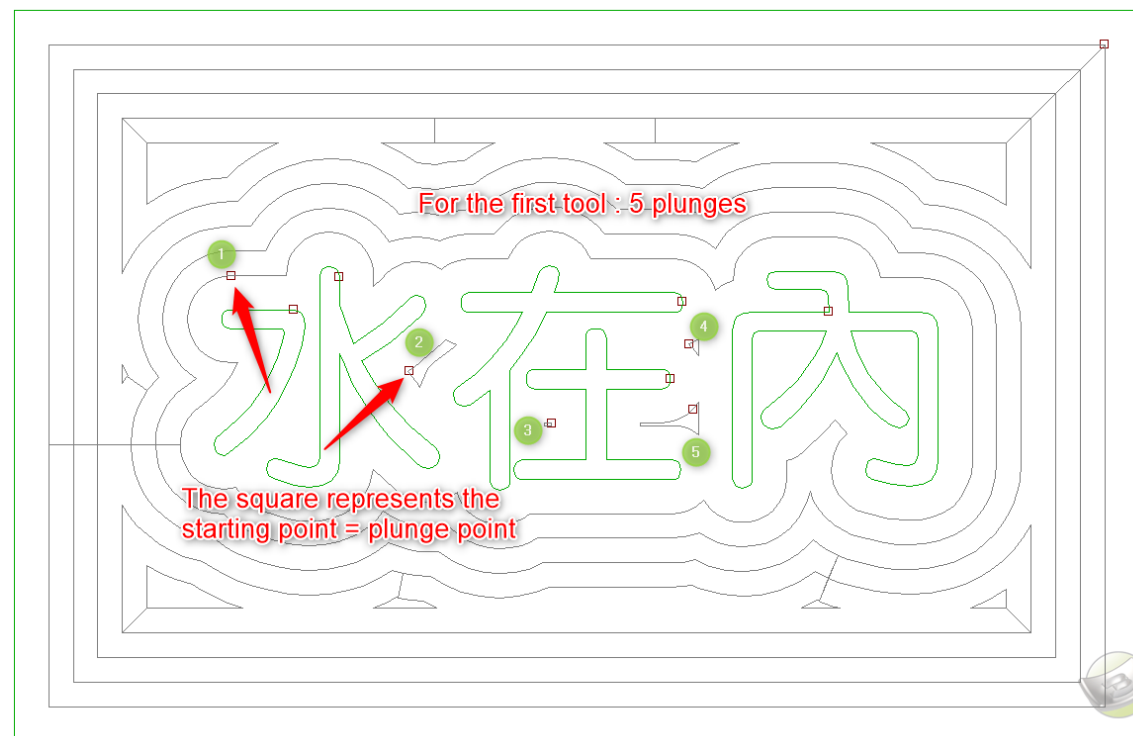 1
For the first tool : 5 plunges
2
4
水在內
3
5
The square represents the
starting point = plunge point
B